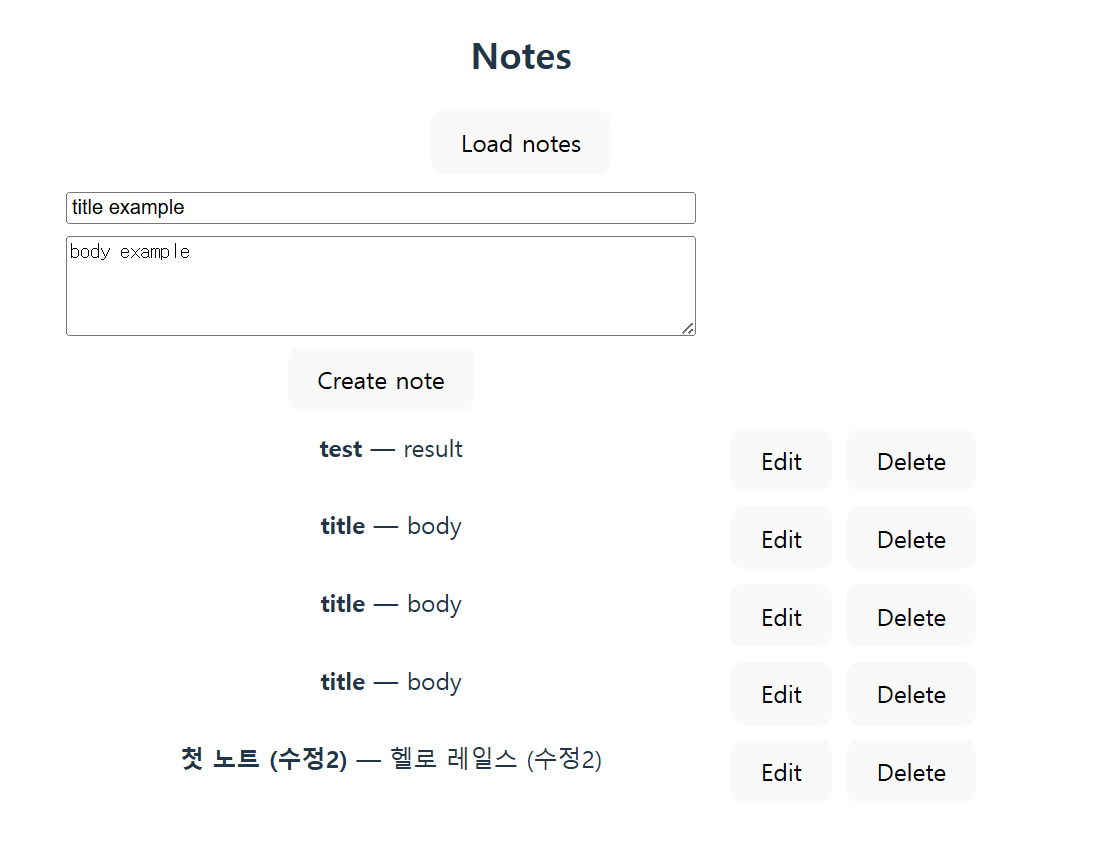 Notes
Load notes
title example
body example
Create note
test — result Edit Delete
title — body Edit Delete
title — body Edit Delete
title — body Edit Delete
첫 노트 (수정2) — 헬로 레일스 (수정2) Edit Delete